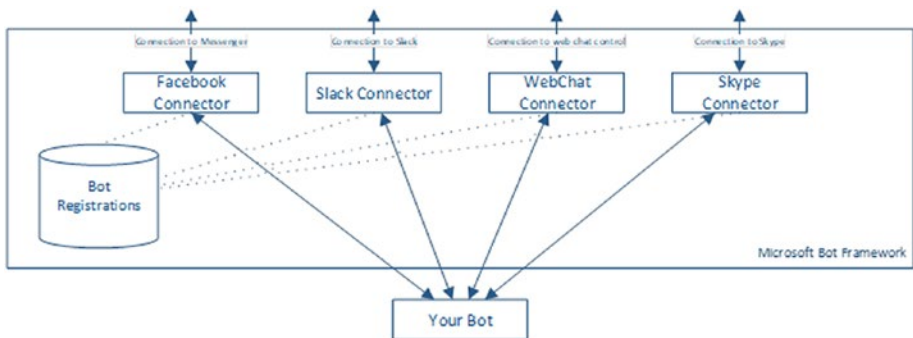 Connection to Messenger
Connection to Slack
Connection to web chat control
Connection to Skype
Facebook
Connector
Slack Connector
WebChat
Connector
Skype
Connector
Bot
Registrations
Microsoft Bot Framework
Your Bot